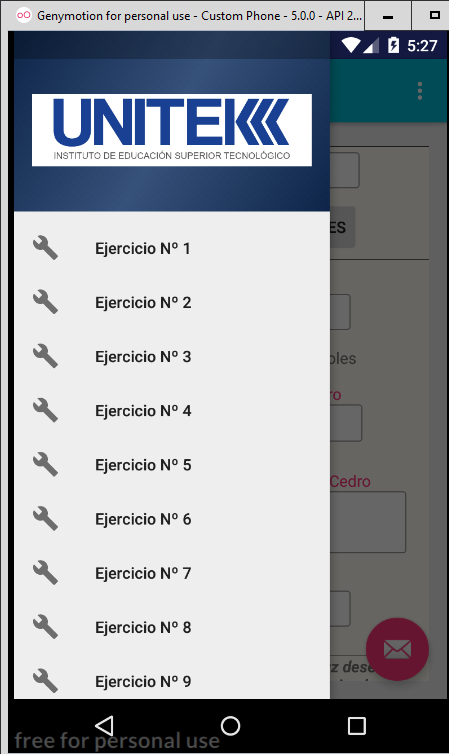 Genymotion for personal use - Custom Phone - 5.0.0 - API 2...
5:27
UNITEK
INSTITUTO DE EDUCACIÓN SUPERIOR TECNOLÓGICO
ES
Ejercicio Nº 1
Ejercicio Nº 2
Ejercicio Nº 3
oles
Ejercicio Nº 4
ro
Ejercicio Nº 5
Cedro
Ejercicio Nº 6
Ejercicio Nº 7
Ejercicio Nº 8
Ejercicio Nº 9
z dese
free for personal use